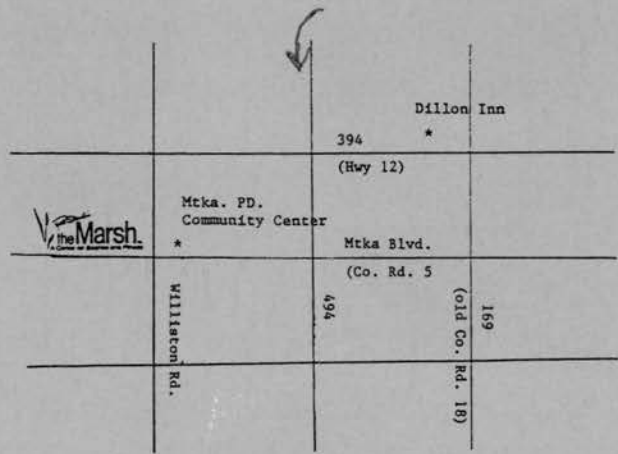 Dillon Inn
*
394
(Hwy 12)
Mtka. PD.
Community Center
*
the Marsh.
Mtka Blvd.
(Co. Rd. 5
Williston Rd.
494
169
(old Co. Rd. 18)